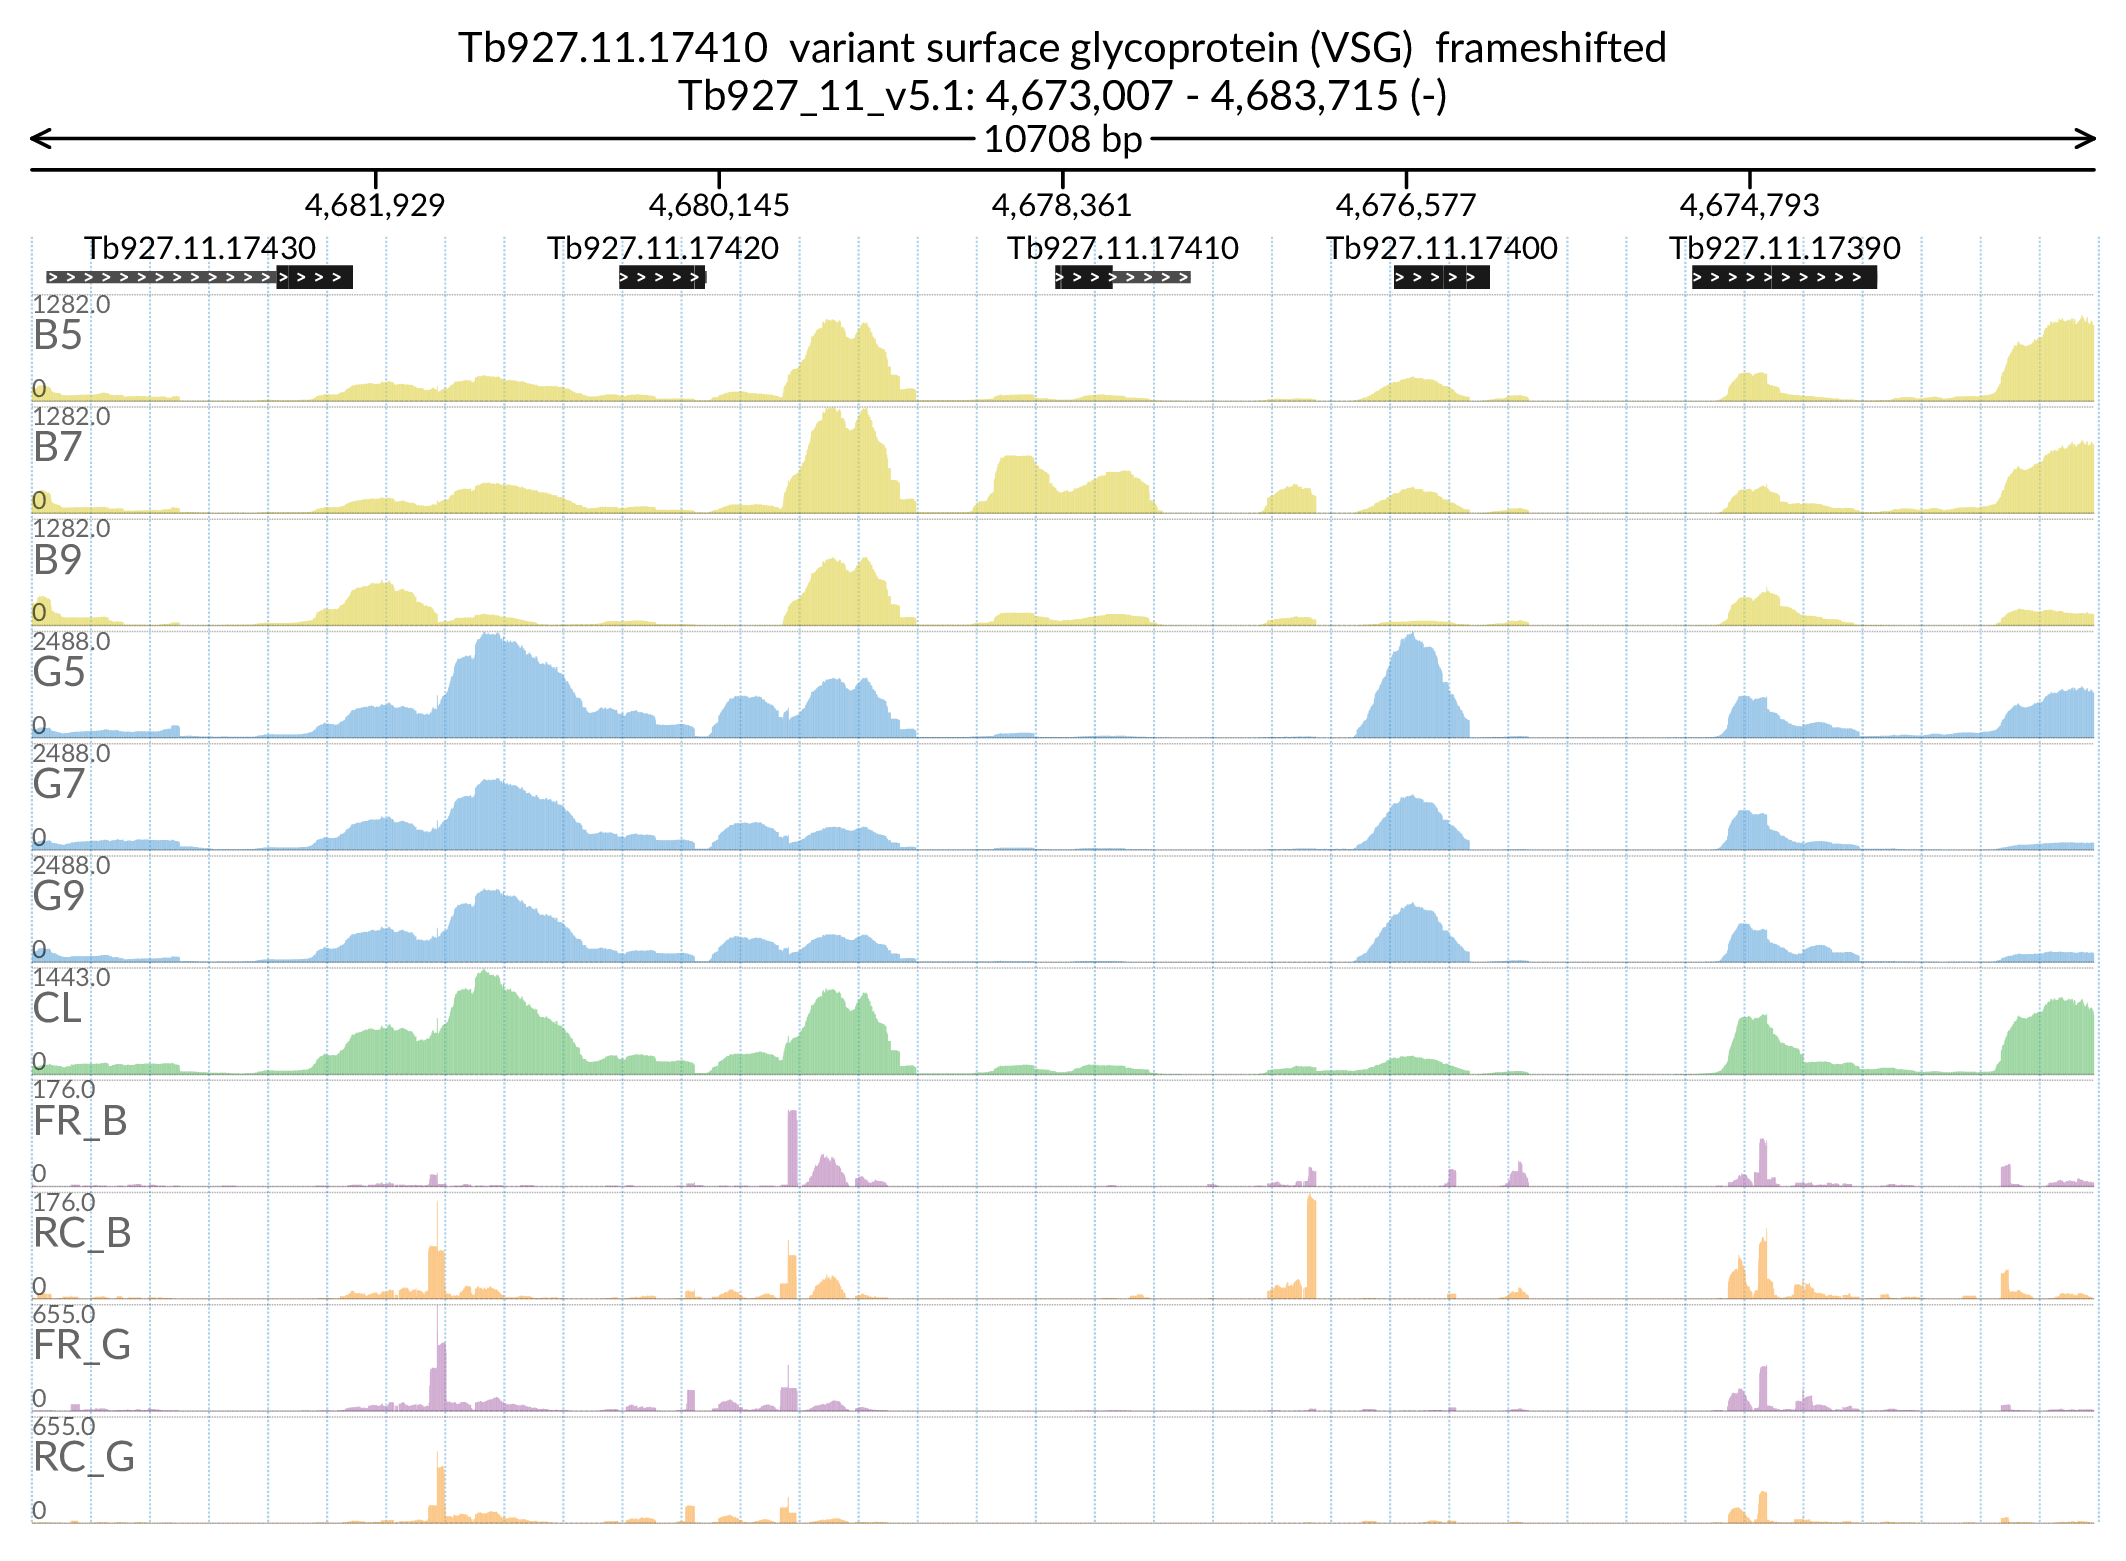 Tb927.11.17410  variant surface glycoprotein (VSG)  frameshifted
Tb927_11_v5.1: 4,673,007 - 4,683,715 (-)
10708 bp
4,681,929 4,680,145 4,678,361 4,676,577 4,674,793
Tb927.11.17430 Tb927.11.17420 Tb927.11.17410 Tb927.11.17400 Tb927.11.17390
1282.0
B5
0
1282.0
B7
0
1282.0
B9
0
2488.0
G5
0
2488.0
G7
0
2488.0
G9
0
1443.0
CL
0
176.0
FR_B
0
176.0
RC_B
0
655.0
FR_G
0
655.0
RC_G
0